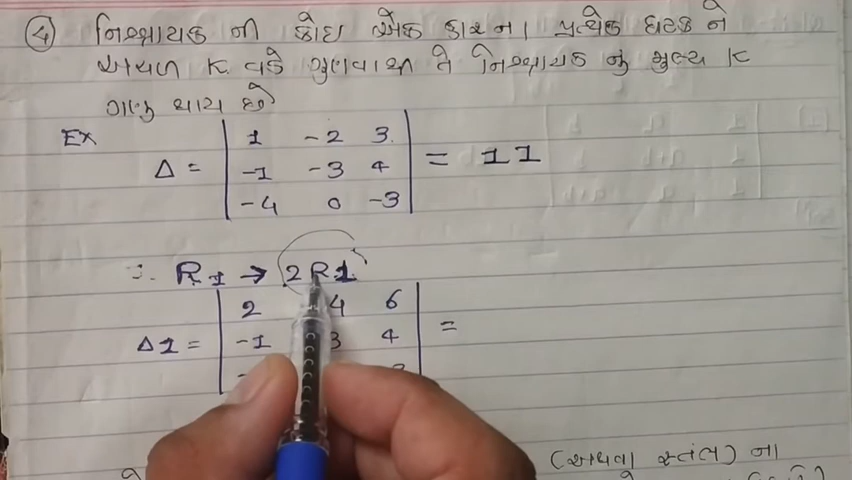 ④ નિશ્ચાયક ની કોઇ એક હારના પ્રત્યેક ઘટક ને
અચળ K વડે ગુણવાથી તે નિશ્ચાયક નું મુલ્ય K
ગણુ થાય છે
Ex
1 -2 3
Δ = -1 -3 4 = 11
-4 0 -3
∴ R1 → 2R1
2 4 6
Δ1 = -1 3 4 =
(અથવા સ્તંભ) ના